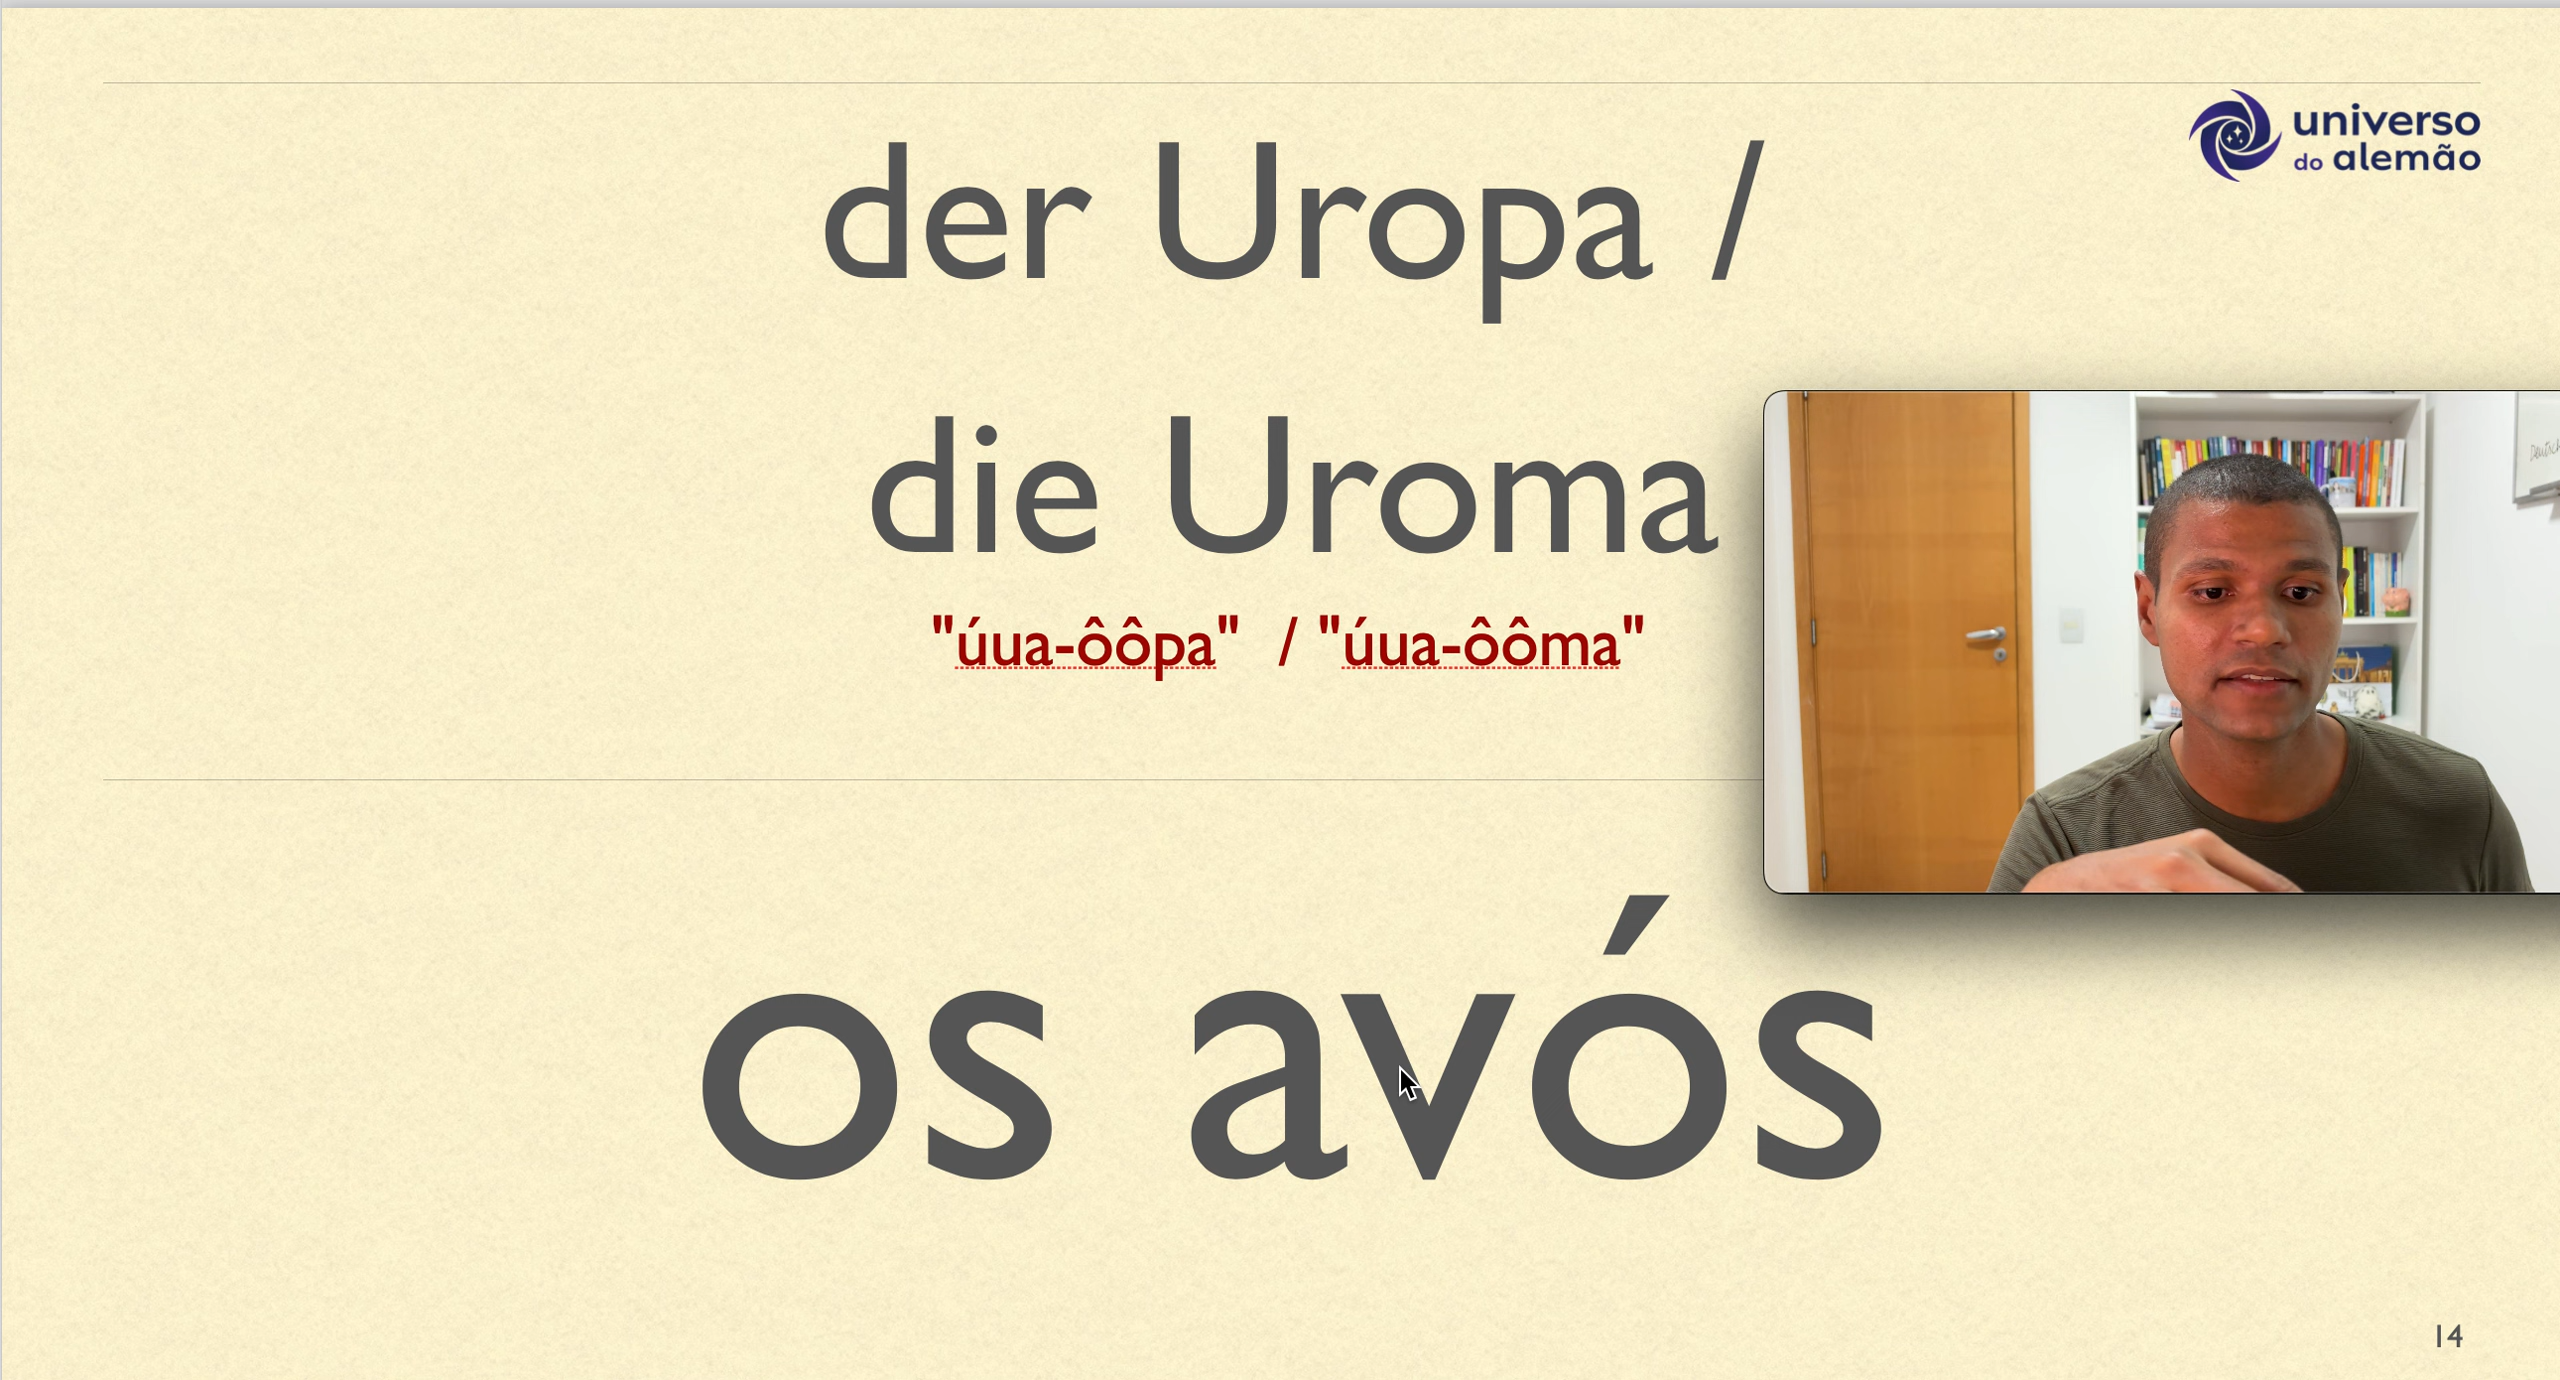 universo
do alemão
der Uropa /
die Uroma
"úua-ôôpa" / "úua-ôôma"
os avós
14